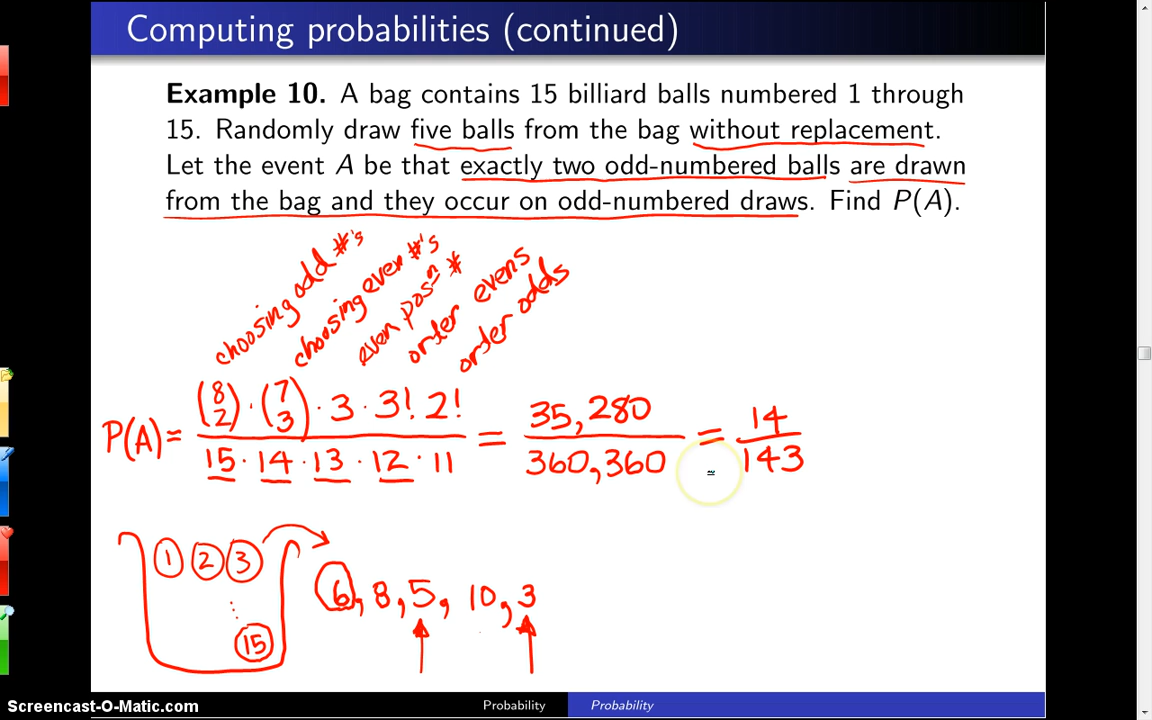 Computing probabilities (continued)
Example 10. A bag contains 15 billiard balls numbered 1 through
15. Randomly draw five balls from the bag without replacement.
Let the event A be that exactly two odd-numbered balls are drawn
from the bag and they occur on odd-numbered draws. Find P(A).
choosing odd #'s
choosing even #'s
even posⁿ #
order evens
order odds
P(A) = (8 2) · (7 3) · 3 · 3! 2! / 15 · 14 · 13 · 12 · 11 = 35,280 / 360,360 = 14 / 143
1 2 3
⋮
15
6, 8, 5, 10, 3
Screencast-O-Matic.com
Probability
Probability